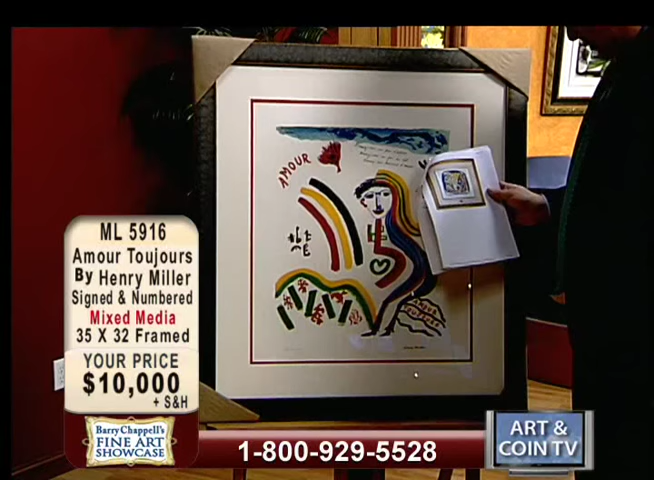 AMOUR
ML 5916
Amour Toujours
By Henry Miller
Signed & Numbered
Mixed Media
35 X 32 Framed
YOUR PRICE
$10,000
+ S&H
Barry Chappell's
FINE ART
SHOWCASE
1-800-929-5528
ART &
COIN TV